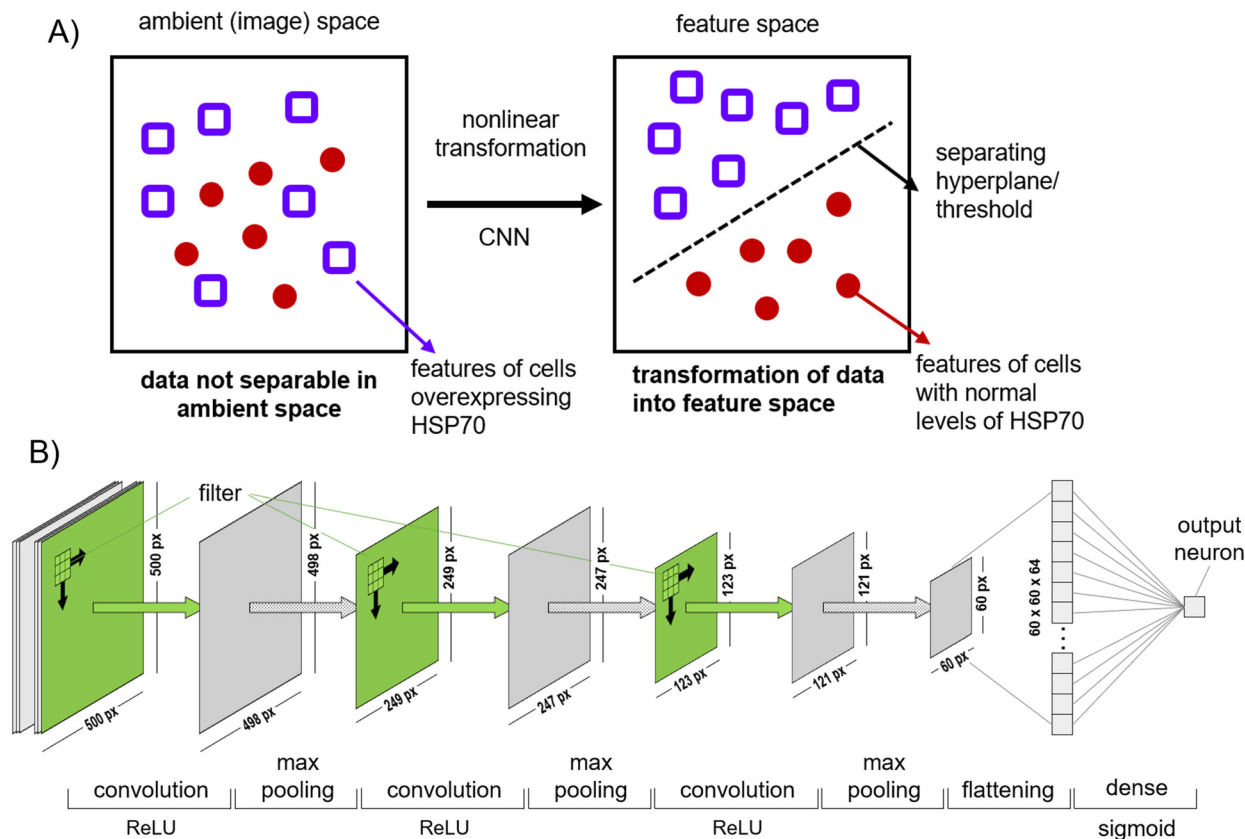 A)
ambient (image) space
feature space
nonlinear
transformation
CNN
separating
hyperplane/
threshold
data not separable in
ambient space
features of cells
overexpressing
HSP70
transformation of data
into feature space
features of cells
with normal
levels of HSP70
B)
filter
500 px
500 px
498 px
498 px
249 px
249 px
247 px
247 px
123 px
123 px
121 px
121 px
60 px
60 px
60 x 60 x 64
output
neuron
convolution
max
pooling
convolution
max
pooling
convolution
max
pooling
flattening
dense
ReLU
ReLU
ReLU
sigmoid